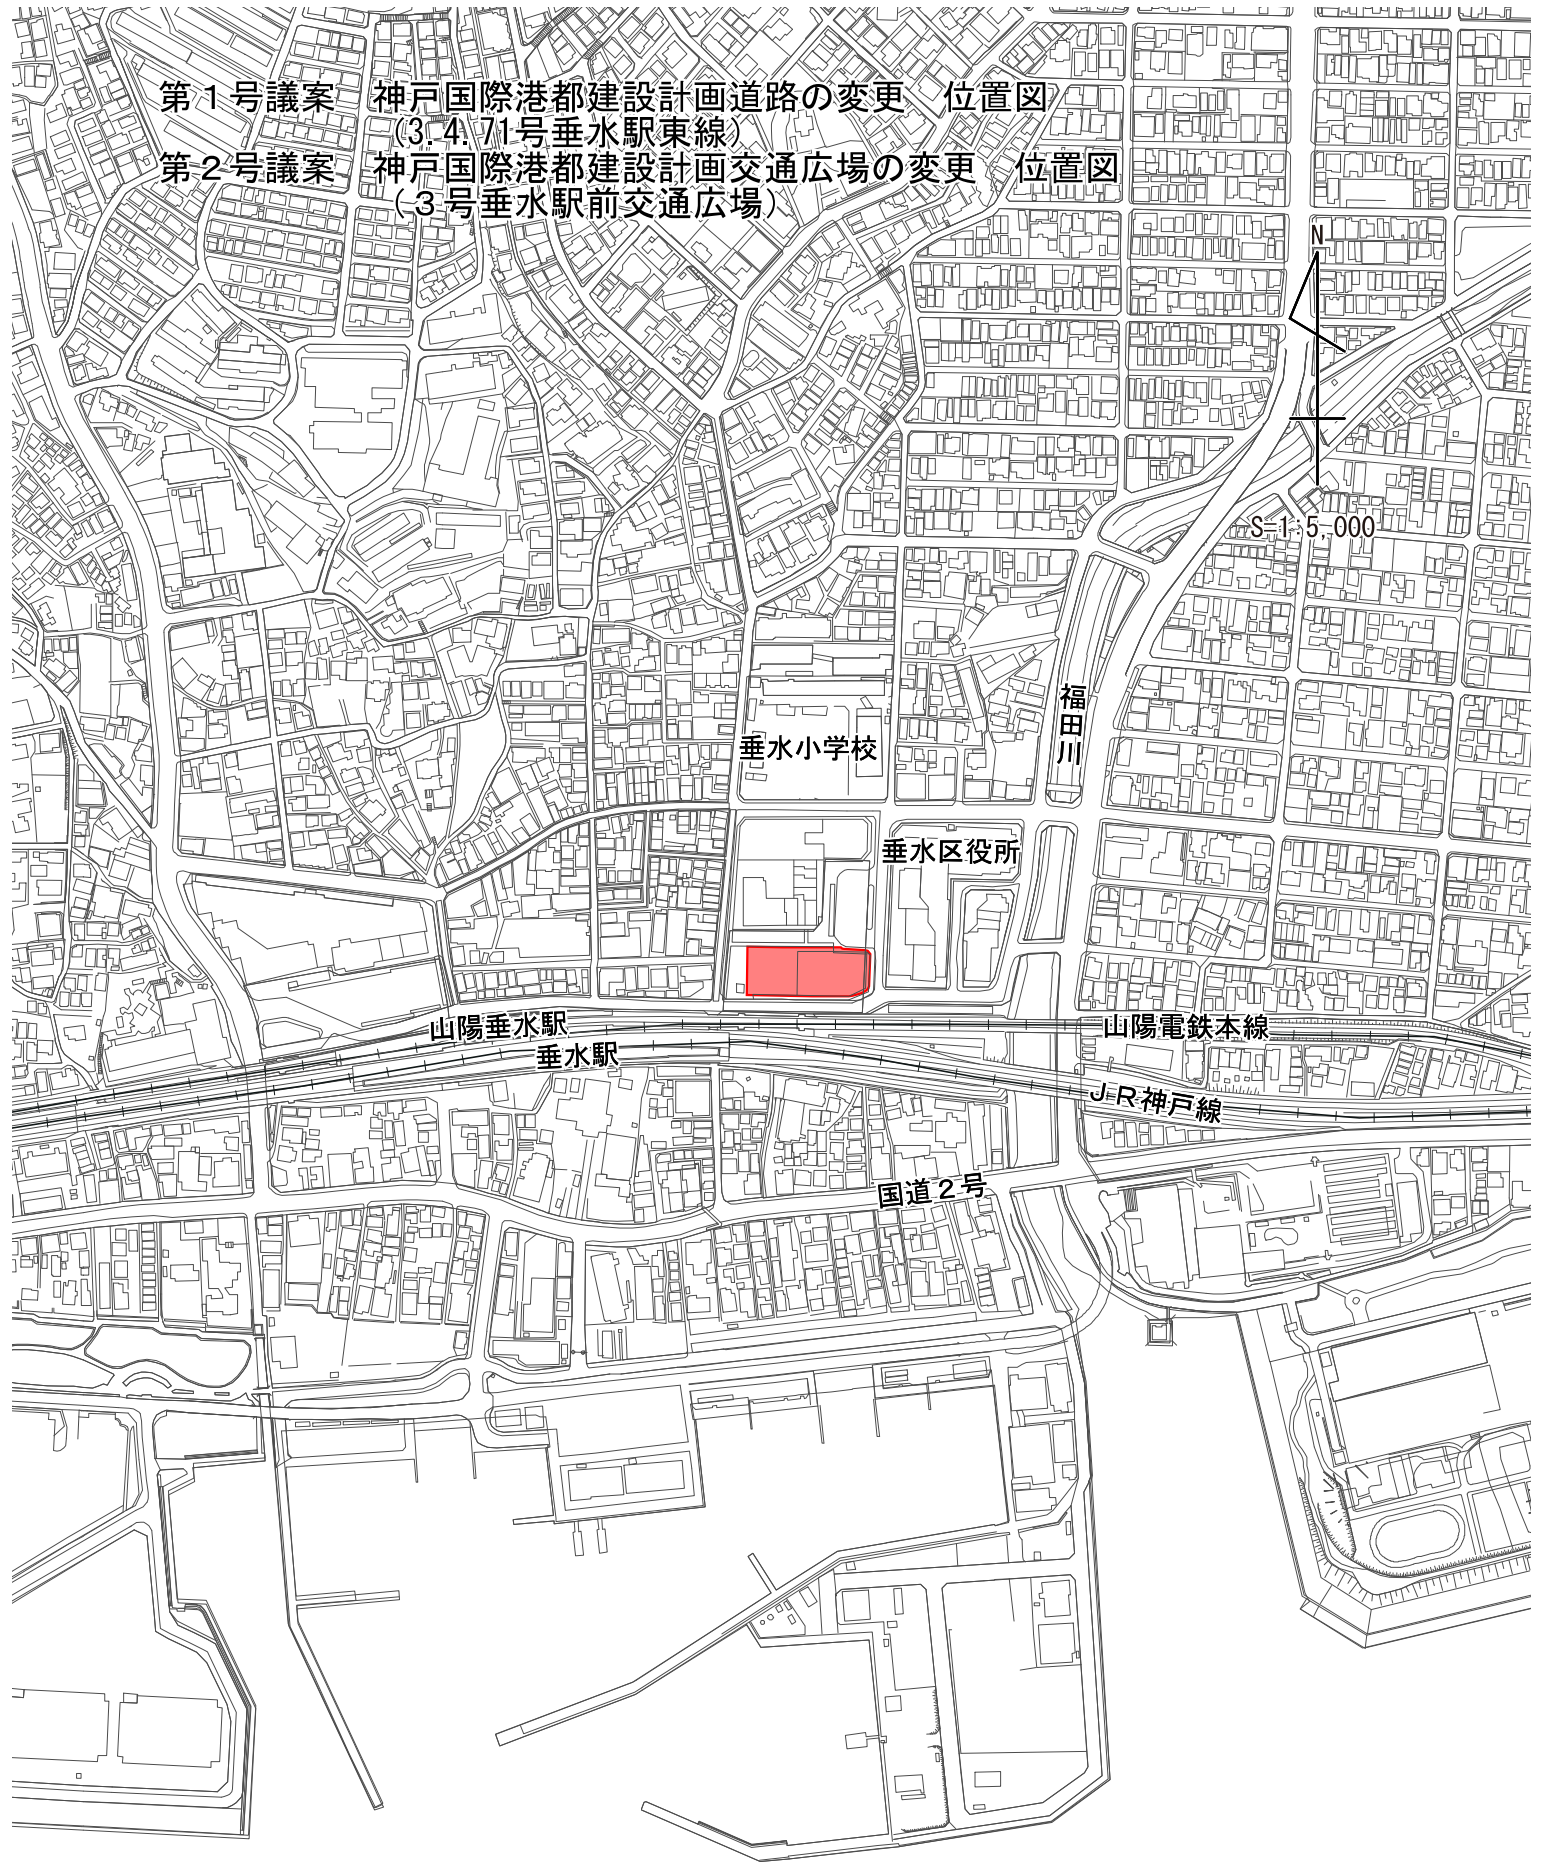 第１号議案　神戸国際港都建設計画道路の変更　位置図
（3.4.71号垂水駅東線）
第２号議案　神戸国際港都建設計画交通広場の変更　位置図
（３号垂水駅前交通広場）
N
S=1:5,000
福田川
垂水小学校
垂水区役所
山陽垂水駅
山陽電鉄本線
垂水駅
ＪＲ神戸線
国道２号